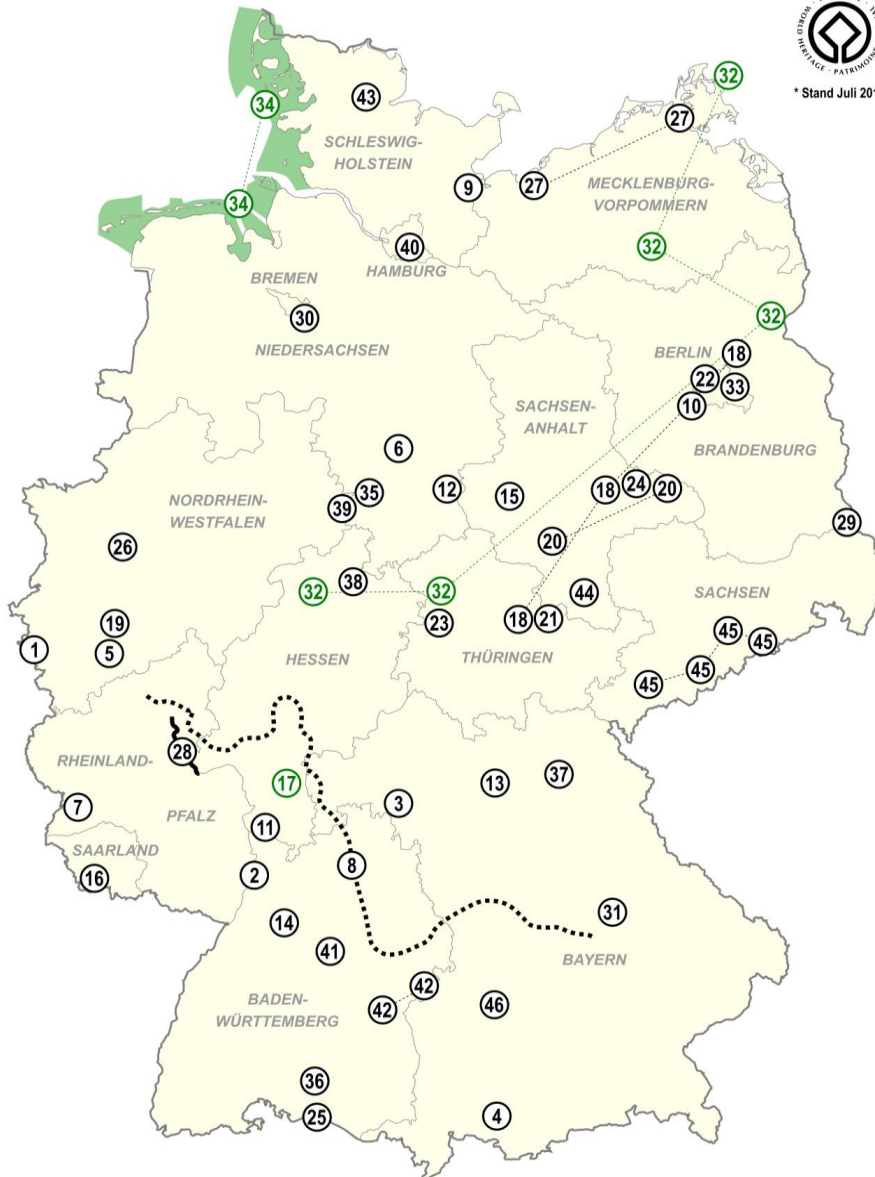 WORLD HERITAGE · PATRIMOINE
* Stand Juli 201
32
34
43
27
SCHLESWIG-
HOLSTEIN
9
27
MECKLENBURG-
VORPOMMERN
34
40
HAMBURG
32
BREMEN
30
NIEDERSACHSEN
32
BERLIN
18
22
33
10
SACHSEN-
ANHALT
BRANDENBURG
6
NORDRHEIN-
WESTFALEN
39
35
12
15
18
24
20
29
26
20
32
38
32
44
SACHSEN
19
23
18
21
45
45
1
5
HESSEN
THÜRINGEN
45
45
28
RHEINLAND-
PFALZ
17
13
37
7
3
11
SAARLAND
16
2
8
31
14
41
BAYERN
BADEN-
WÜRTTEMBERG
42
42
46
36
25
4